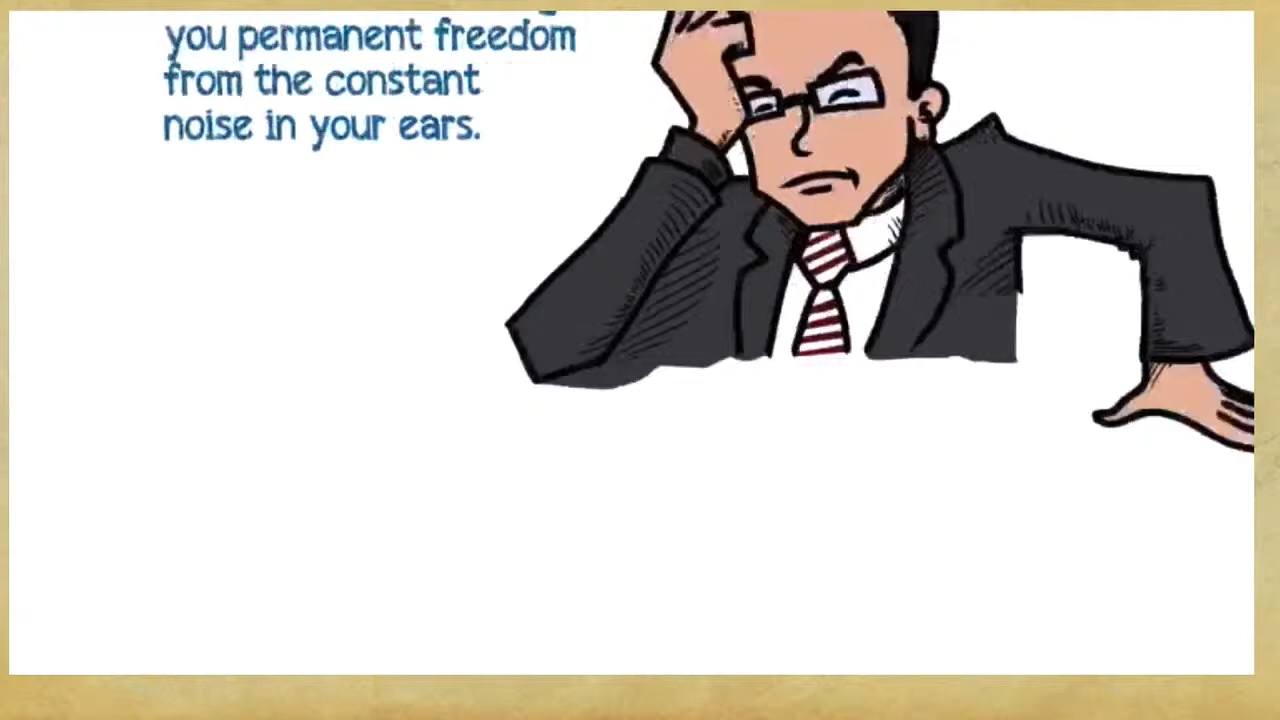 you permanent freedom
from the constant
noise in your ears.